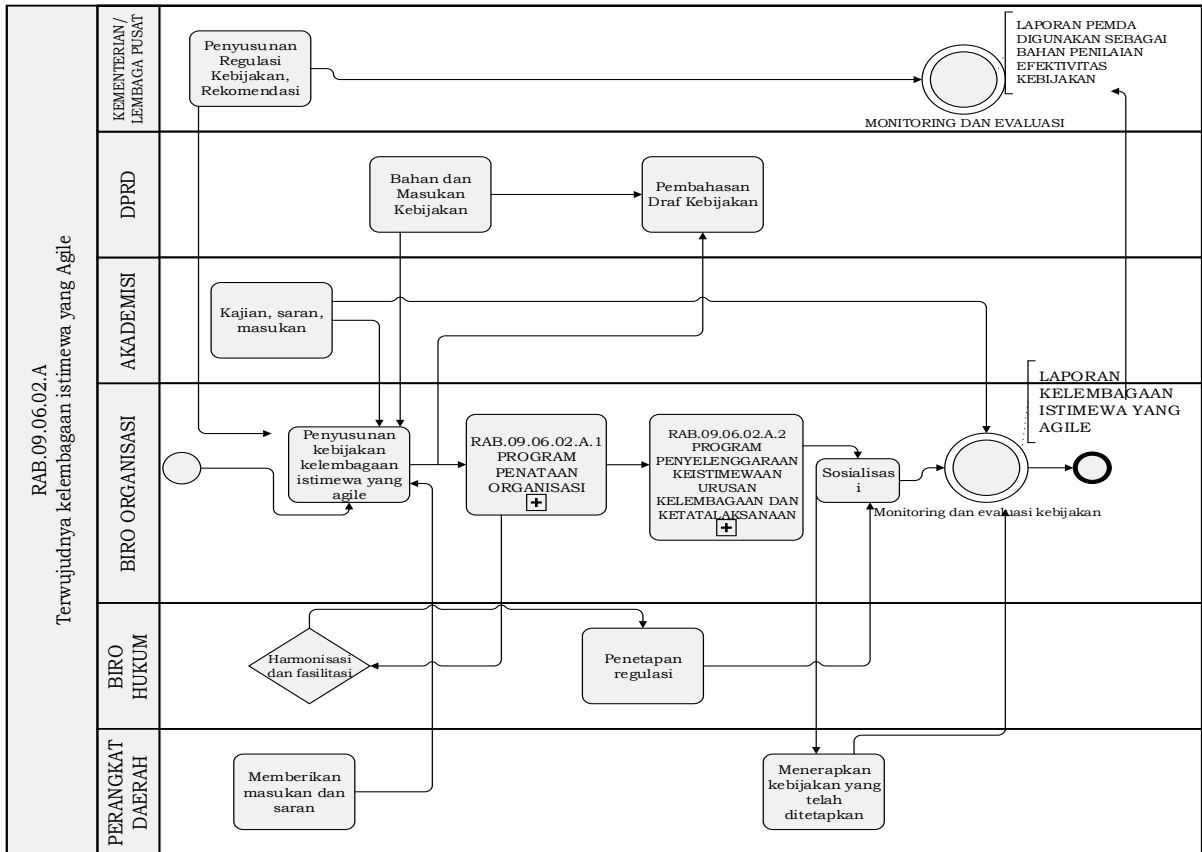 RAB.09.06.02.A
Terwujudnya kelembagaan istimewa yang Agile
KEMENTERIAN/
LEMBAGA PUSAT
Penyusunan
Regulasi
Kebijakan,
Rekomendasi
LAPORAN PEMDA
DIGUNAKAN SEBAGAI
BAHAN PENILAIAN
EFEKTIVITAS
KEBIJAKAN
MONITORING DAN EVALUASI
DPRD
Bahan dan
Masukan
Kebijakan
Pembahasan
Draf Kebijakan
AKADEMISI
Kajian, saran,
masukan
BIRO ORGANISASI
Penyusunan
kebijakan
kelembagaan
istimewa yang
agile
RAB.09.06.02.A.1
PROGRAM
PENATAAN
ORGANISASI
RAB.09.06.02.A.2
PROGRAM
PENYELENGGARAAN
KEISTIMEWAAN
URUSAN
KELEMBAGAAN DAN
KETATALAKSANAAN
Sosialisas
i
LAPORAN
KELEMBAGAAN
ISTIMEWA YANG
AGILE
Monitoring dan evaluasi kebijakan
BIRO
HUKUM
Harmonisasi
dan fasilitasi
Penetapan
regulasi
PERANGKAT
DAERAH
Memberikan
masukan dan
saran
Menerapkan
kebijakan yang
telah
ditetapkan